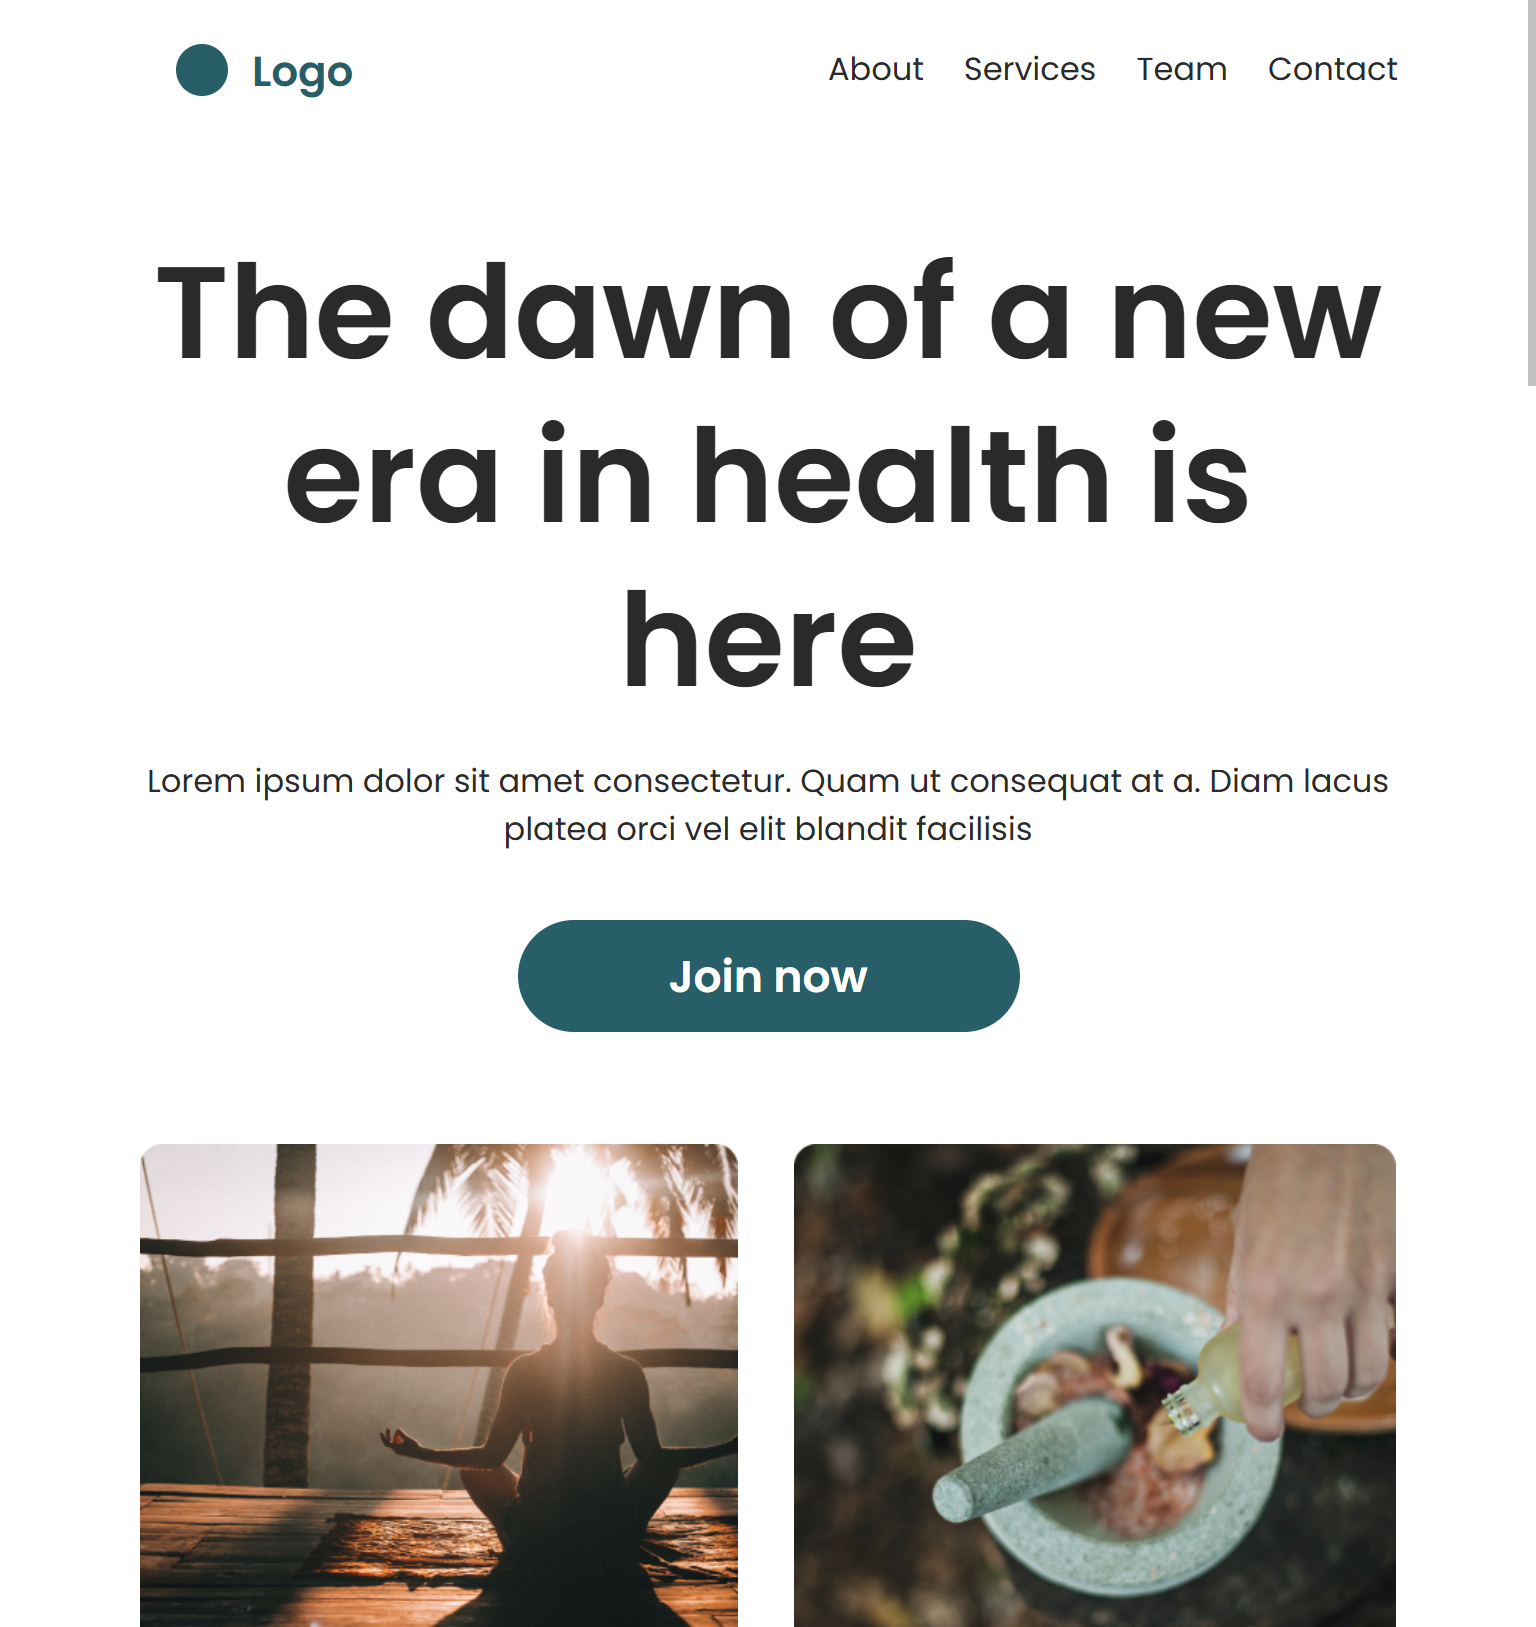 Logo
About Services Team Contact
The dawn of a new
era in health is
here
Lorem ipsum dolor sit amet consectetur. Quam ut consequat at a. Diam lacus
platea orci vel elit blandit facilisis
Join now